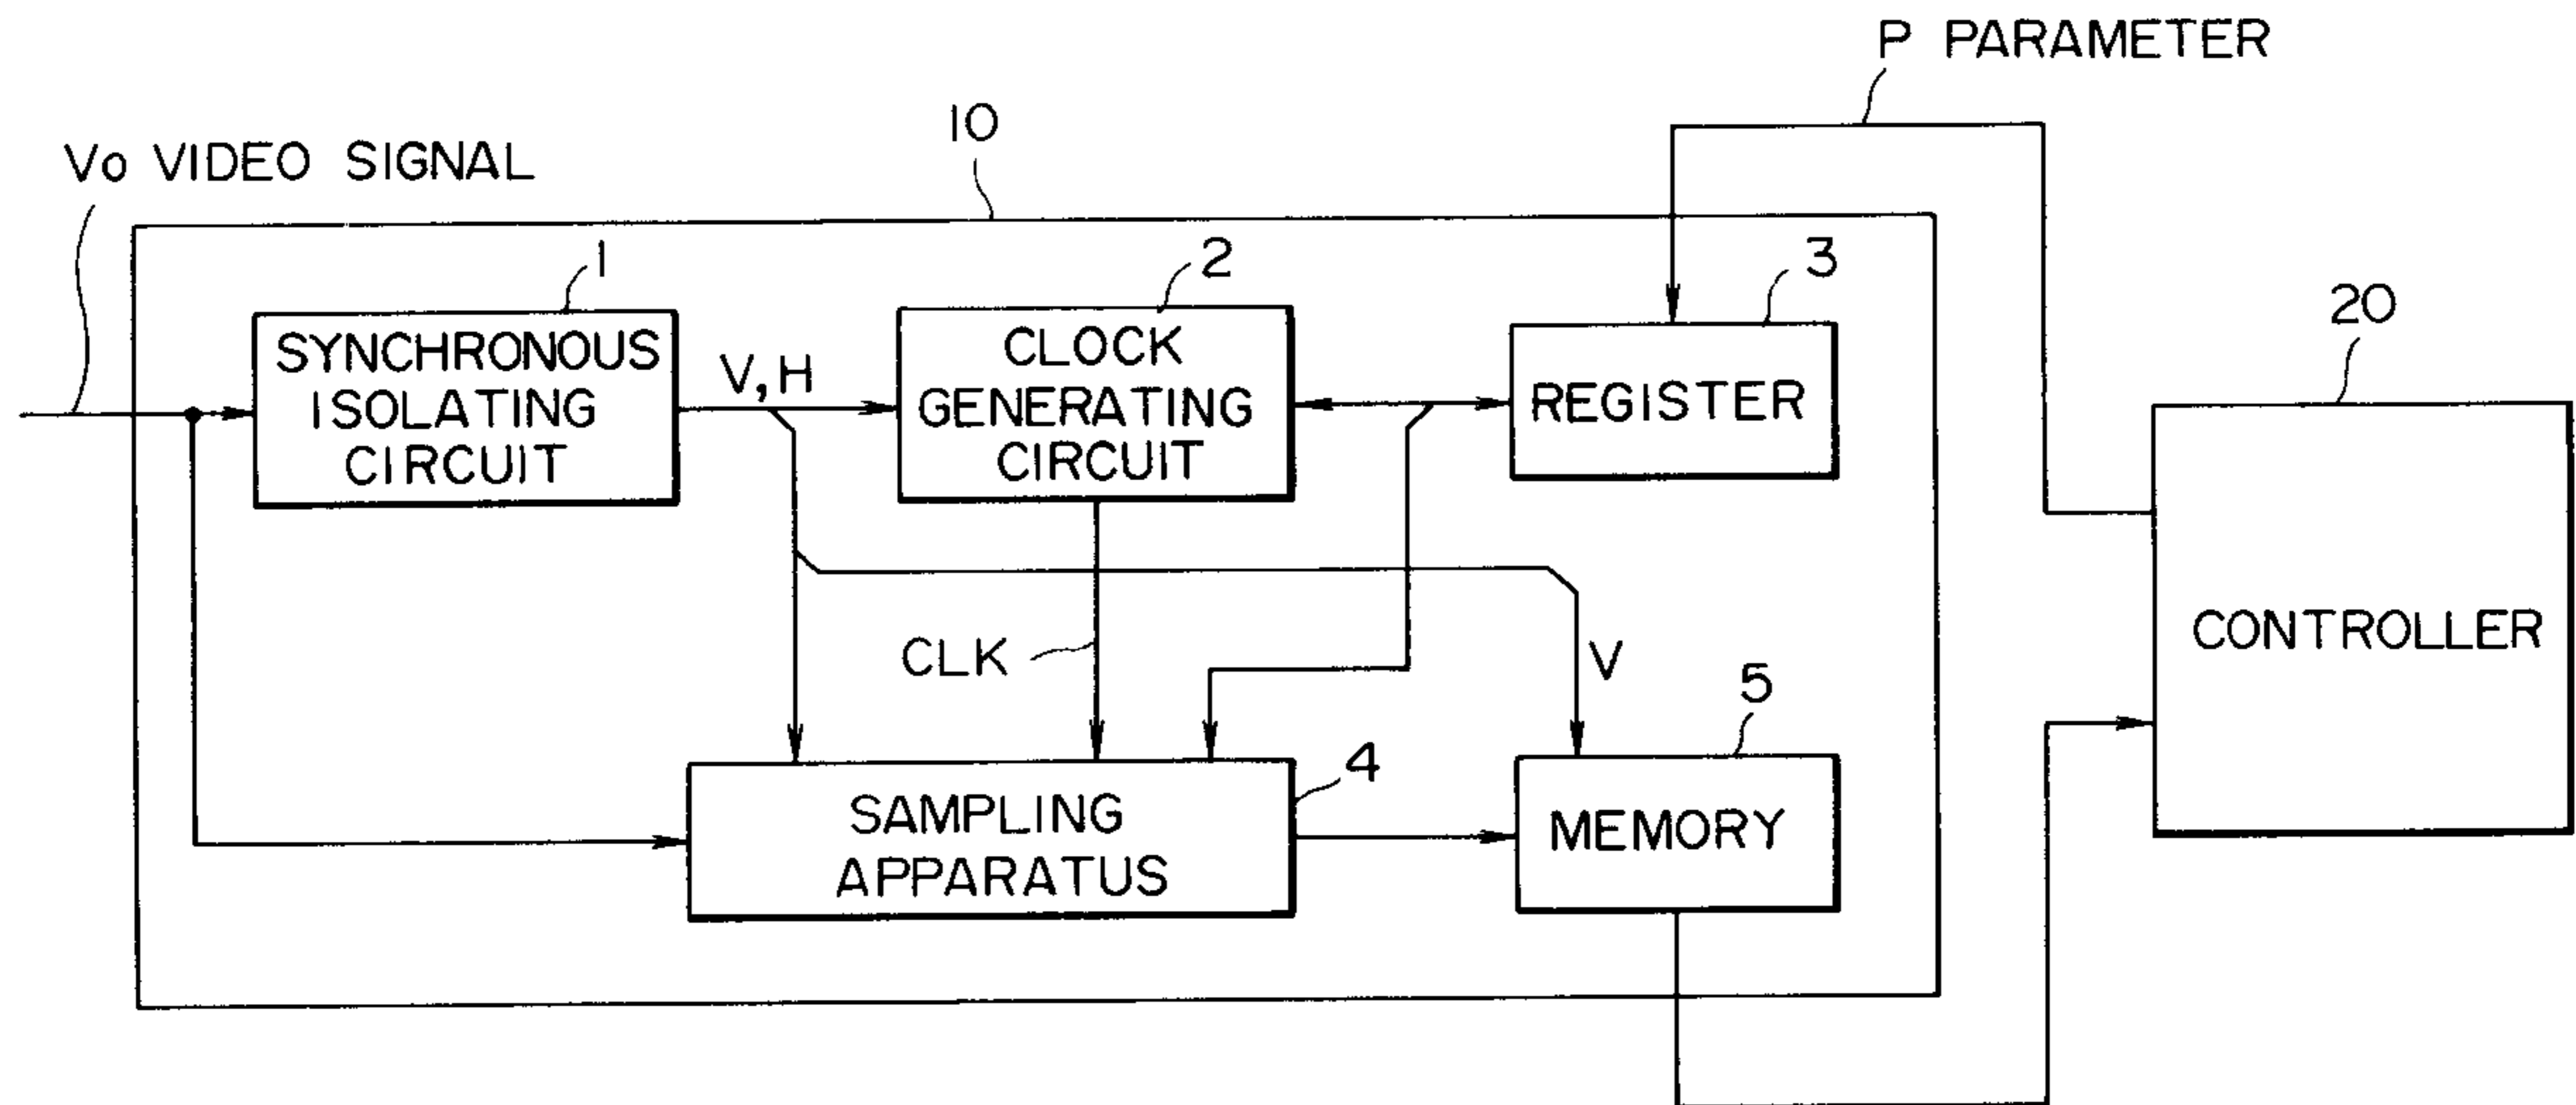 P PARAMETER
10
Vo VIDEO SIGNAL
1
2
3
20
SYNCHRONOUS
ISOLATING
CIRCUIT
V, H
CLOCK
GENERATING
CIRCUIT
REGISTER
CONTROLLER
CLK
V
5
4
SAMPLING
APPARATUS
MEMORY